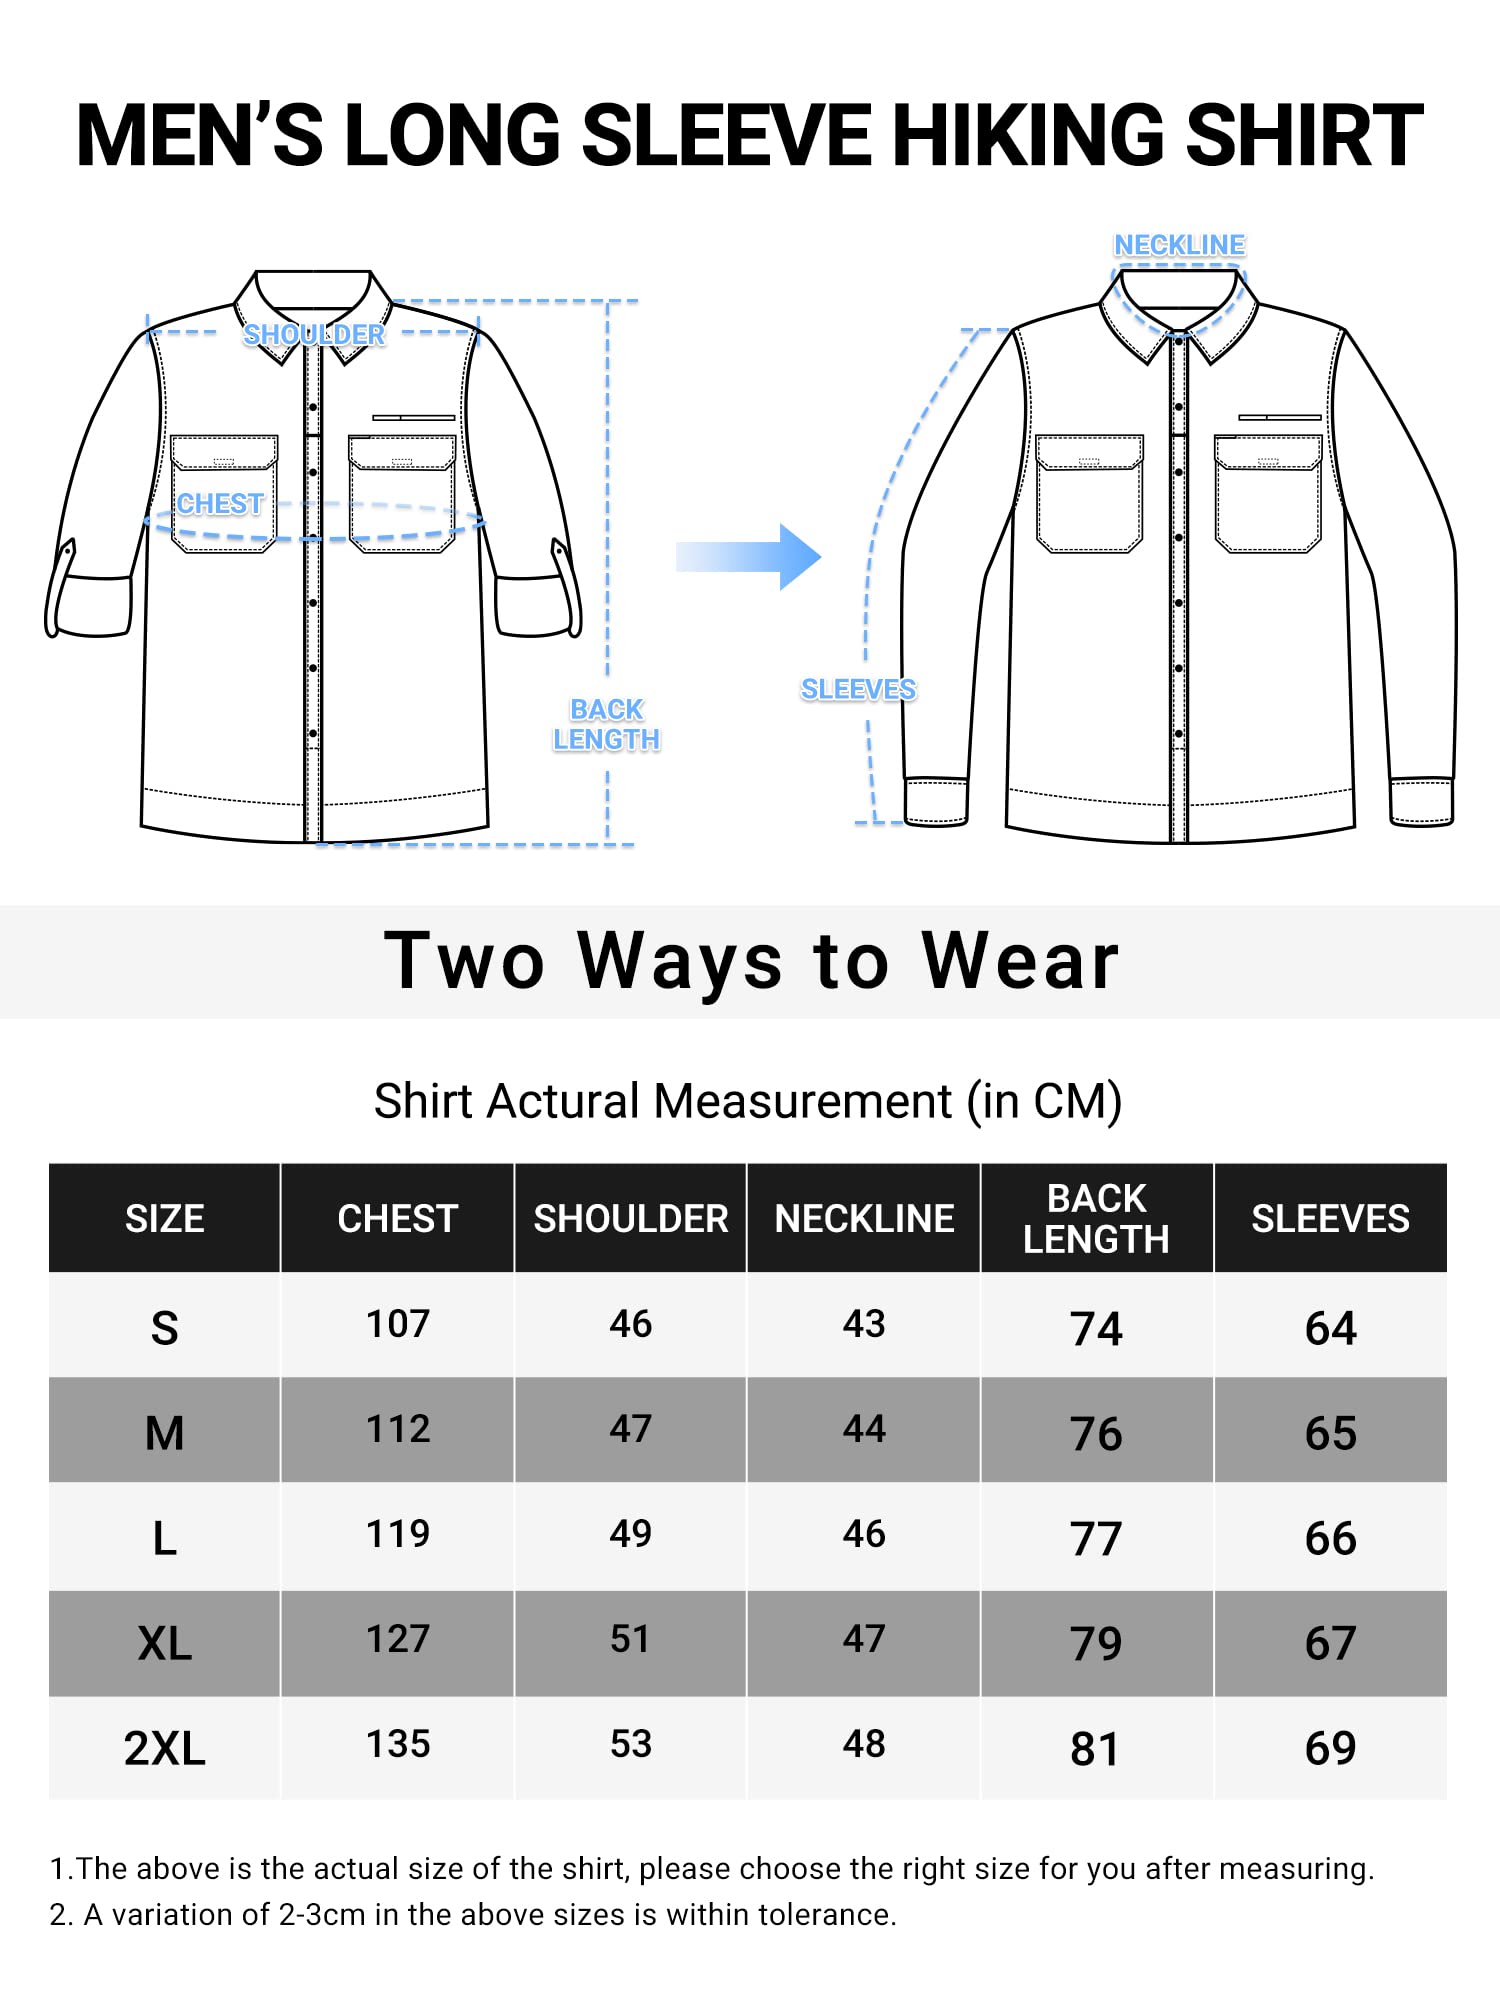 MEN'S LONG SLEEVE HIKING SHIRT
NECKLINE
SHOULDER
CHEST
SLEEVES
BACK
LENGTH
Two Ways to Wear
Shirt Actural Measurement (in CM)
SIZE CHEST SHOULDER NECKLINE BACK LENGTH SLEEVES
S 107 46 43 74 64
M 112 47 44 76 65
L 119 49 46 77 66
XL 127 51 47 79 67
2XL 135 53 48 81 69
1.The above is the actual size of the shirt, please choose the right size for you after measuring.
2. A variation of 2-3cm in the above sizes is within tolerance.